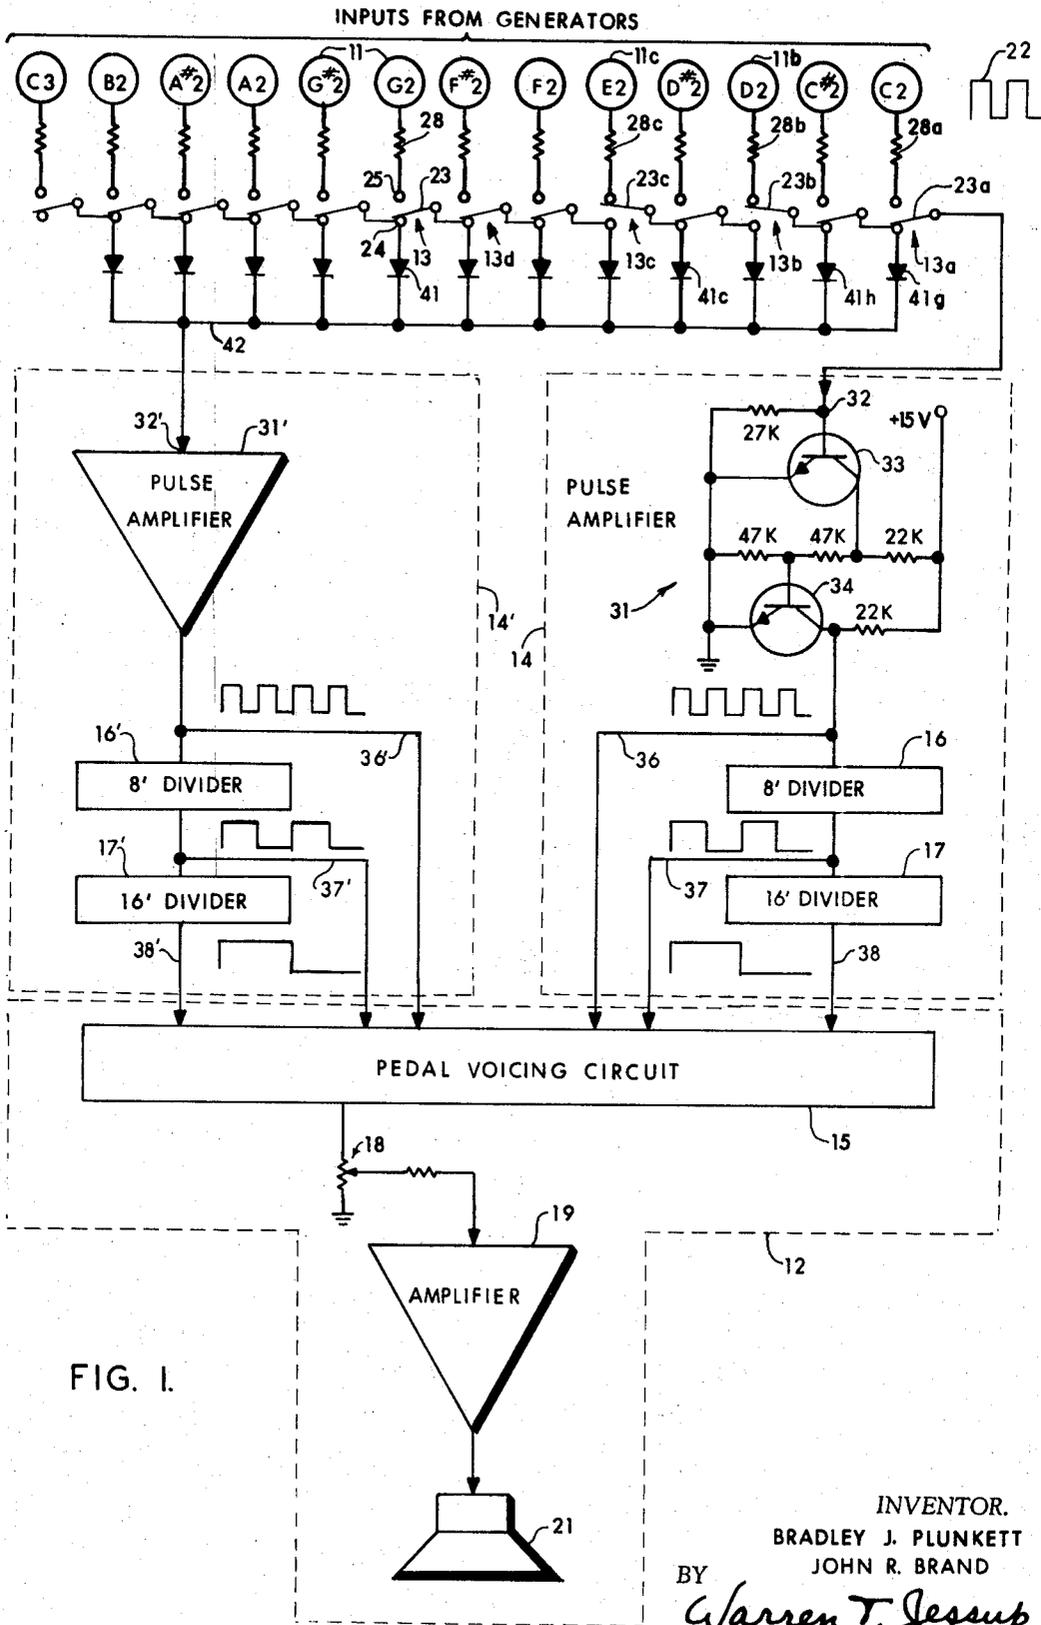 INPUTS FROM GENERATORS
C3 B2 A#2 A2 G#2 11 G2 F#2 F2 11c E2 D#2 11b D2 C#2 C2 22
28 28c 28b 28a
25 23 23c 23b 23a
24 13 13d 13c 13b 13a
41 41c 41h 41g
42
32' 31' 27K 32 +15V
33
PULSE AMPLIFIER
PULSE AMPLIFIER
47K 47K 22K
34
31 22K
14' 14
16' 36' 36 16
8' DIVIDER 8' DIVIDER
17' 37' 37 17
16' DIVIDER 16' DIVIDER
38' 38
PEDAL VOICING CIRCUIT
15
18
19
12
AMPLIFIER
FIG. 1.
21
INVENTOR.
BRADLEY J. PLUNKETT
JOHN R. BRAND
BY
Warren T. Jessup